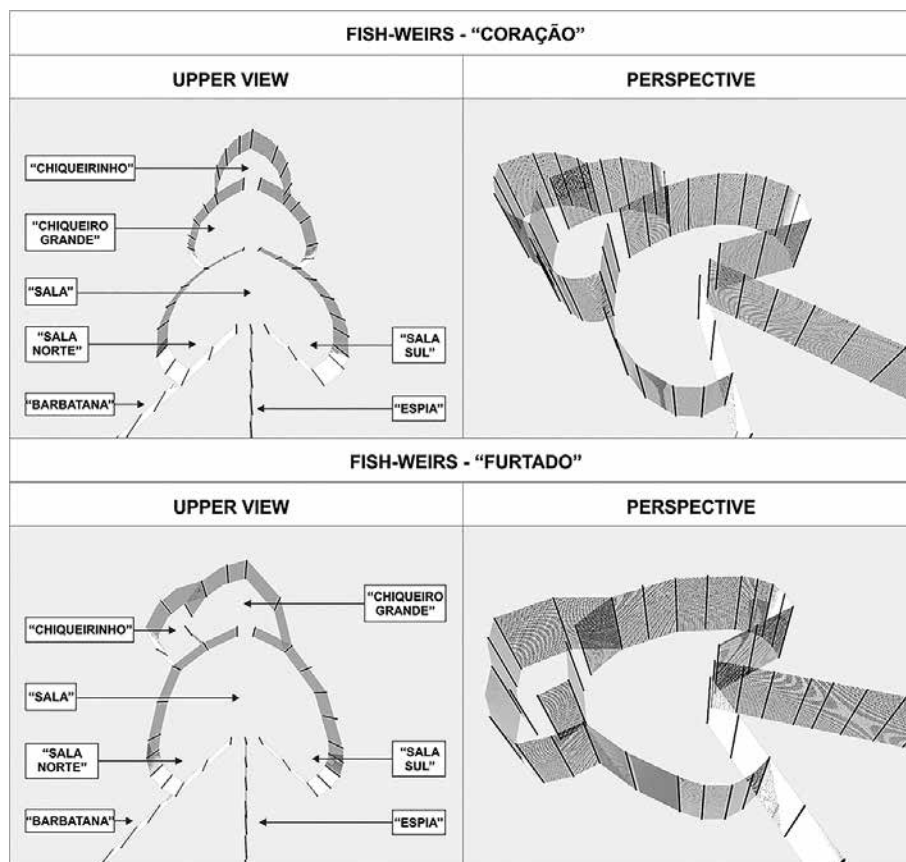 FISH-WEIRS - “CORAÇÃO”
UPPER VIEW
PERSPECTIVE
“CHIQUEIRINHO”
“CHIQUEIRO
GRANDE”
“SALA”
“SALA
NORTE”
“SALA
SUL”
“BARBATANA”
“ESPIA”
FISH-WEIRS - “FURTADO”
UPPER VIEW
PERSPECTIVE
“CHIQUEIRO
GRANDE”
“CHIQUEIRINHO”
“SALA”
“SALA
NORTE”
“SALA
SUL”
“BARBATANA”
“ESPIA”